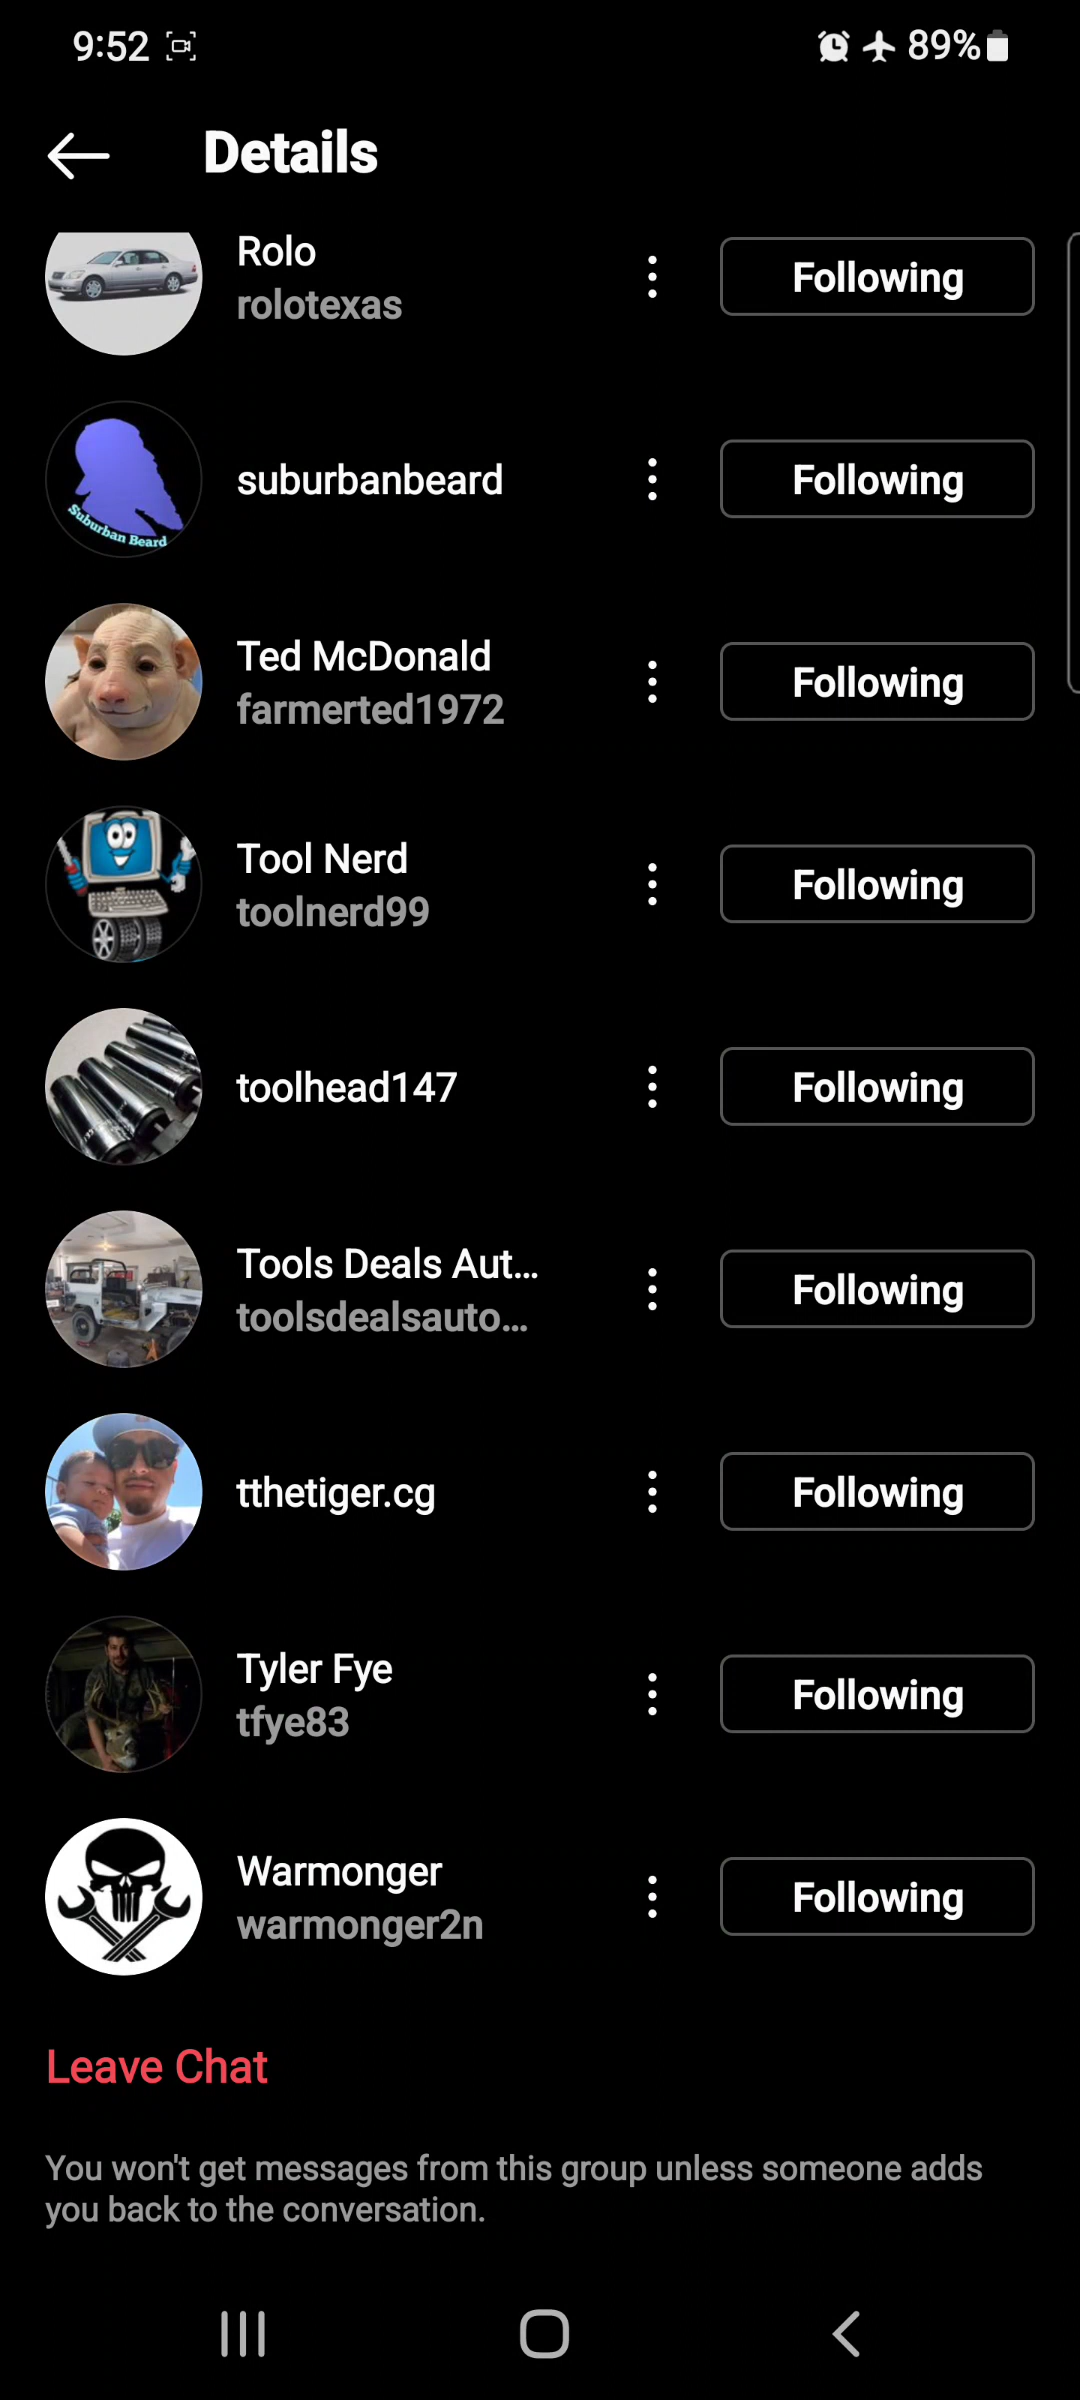 9:52
89%
Details
Rolo
rolotexas
Following
Suburban Beard
suburbanbeard
Following
Ted McDonald
farmerted1972
Following
Tool Nerd
toolnerd99
Following
toolhead147
Following
Tools Deals Aut...
toolsdealsauto...
Following
tthetiger.cg
Following
Tyler Fye
tfye83
Following
Warmonger
warmonger2n
Following
Leave Chat
You won't get messages from this group unless someone adds
you back to the conversation.